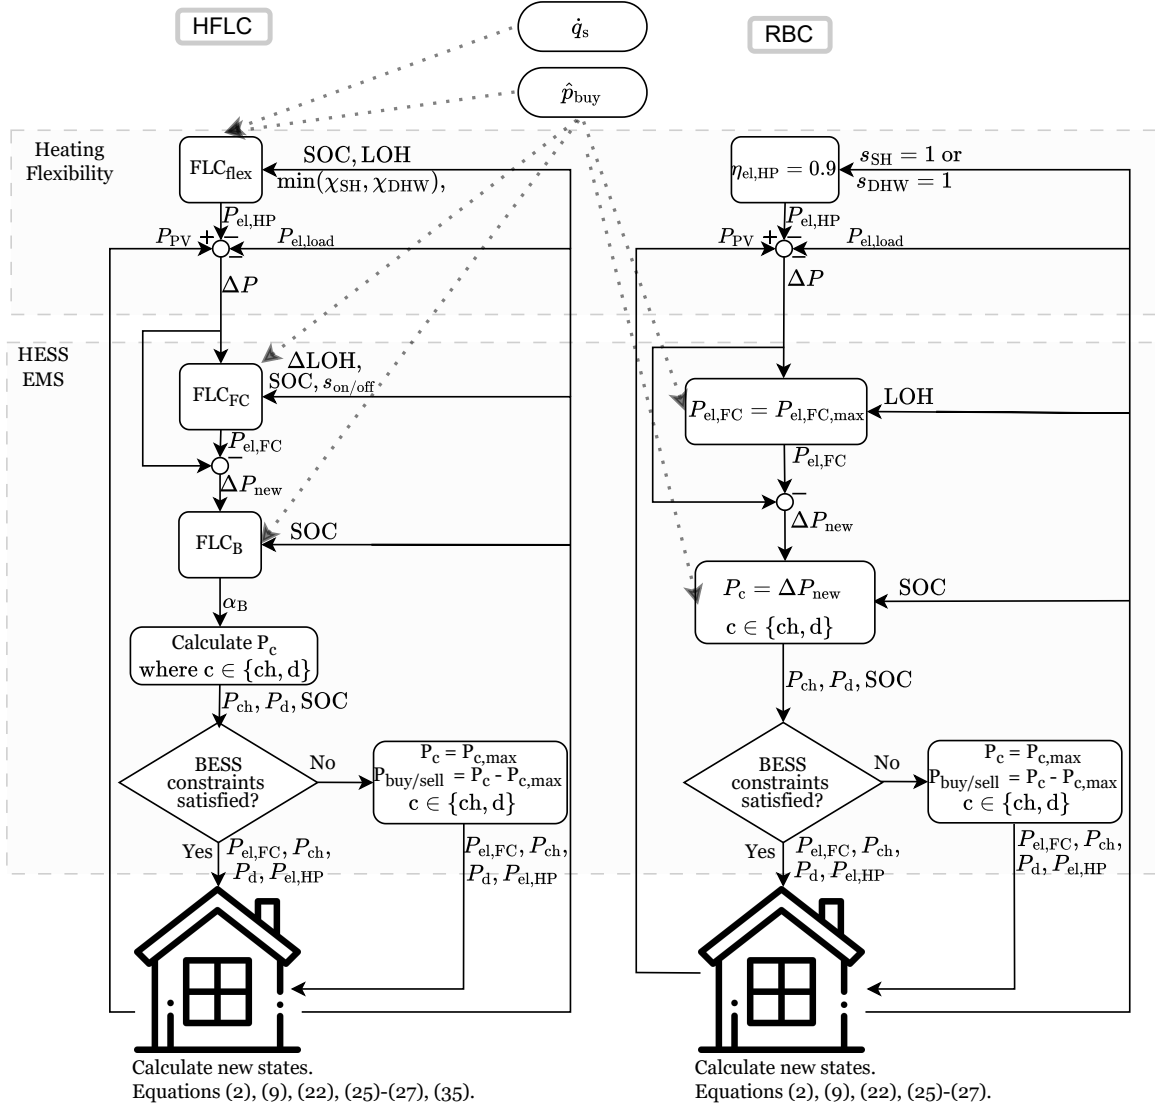 HFLC
q̇s
RBC
p̂buy
Heating
Flexibility
FLCflex
SOC, LOH
min(χSH, χDHW),
ηel,HP = 0.9
sSH = 1 or
sDHW = 1
Pel,HP
PPV + −
Pel,load
−
ΔP
Pel,HP
PPV + −
Pel,load
−
ΔP
HESS
EMS
FLCFC
ΔLOH,
SOC, son/off
Pel,FC
−
ΔPnew
FLCB
SOC
αB
Calculate Pc
where c ∈ {ch, d}
Pch, Pd, SOC
BESS
constraints
satisfied?
No
Pc = Pc,max
Pbuy/sell = Pc - Pc,max
c ∈ {ch, d}
Yes
Pel,FC, Pch,
Pd, Pel,HP
Pel,FC, Pch,
Pd, Pel,HP
Calculate new states.
Equations (2), (9), (22), (25)-(27), (35).
Pel,FC = Pel,FC,max
LOH
Pel,FC
−
ΔPnew
Pc = ΔPnew
c ∈ {ch, d}
SOC
Pch, Pd, SOC
BESS
constraints
satisfied?
No
Pc = Pc,max
Pbuy/sell = Pc - Pc,max
c ∈ {ch, d}
Yes
Pel,FC, Pch,
Pd, Pel,HP
Pel,FC, Pch,
Pd, Pel,HP
Calculate new states.
Equations (2), (9), (22), (25)-(27).